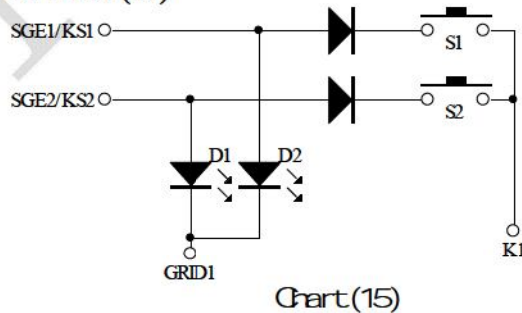 SGE1/KS1
S1
SGE2/KS2
S2
D1
D2
GRID1
K1
Chart(15)